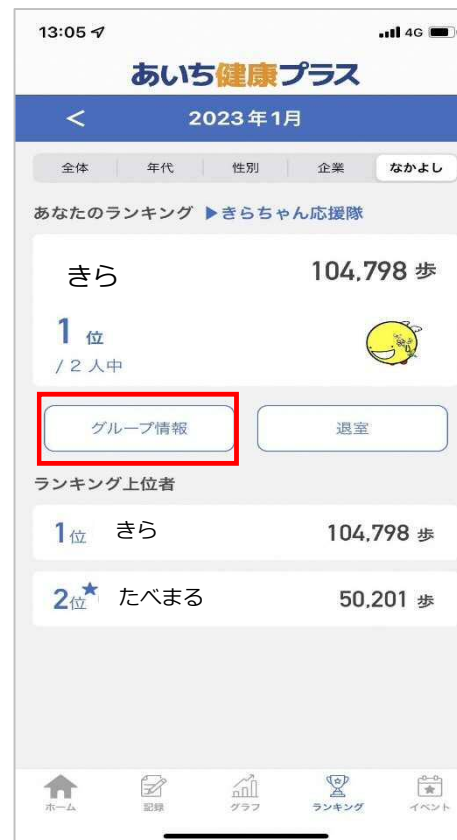 13:05 4G
あいち健康プラス
< 2023年1月
全体 年代 性別 企業 なかよし
あなたのランキング ▶きらちゃん応援隊
きら 104,798 歩
1 位
/ 2 人中
グループ情報 退室
ランキング上位者
1位 きら 104,798 歩
2位★ たべまる 50,201 歩
ホーム 記録 グラフ ランキング イベント